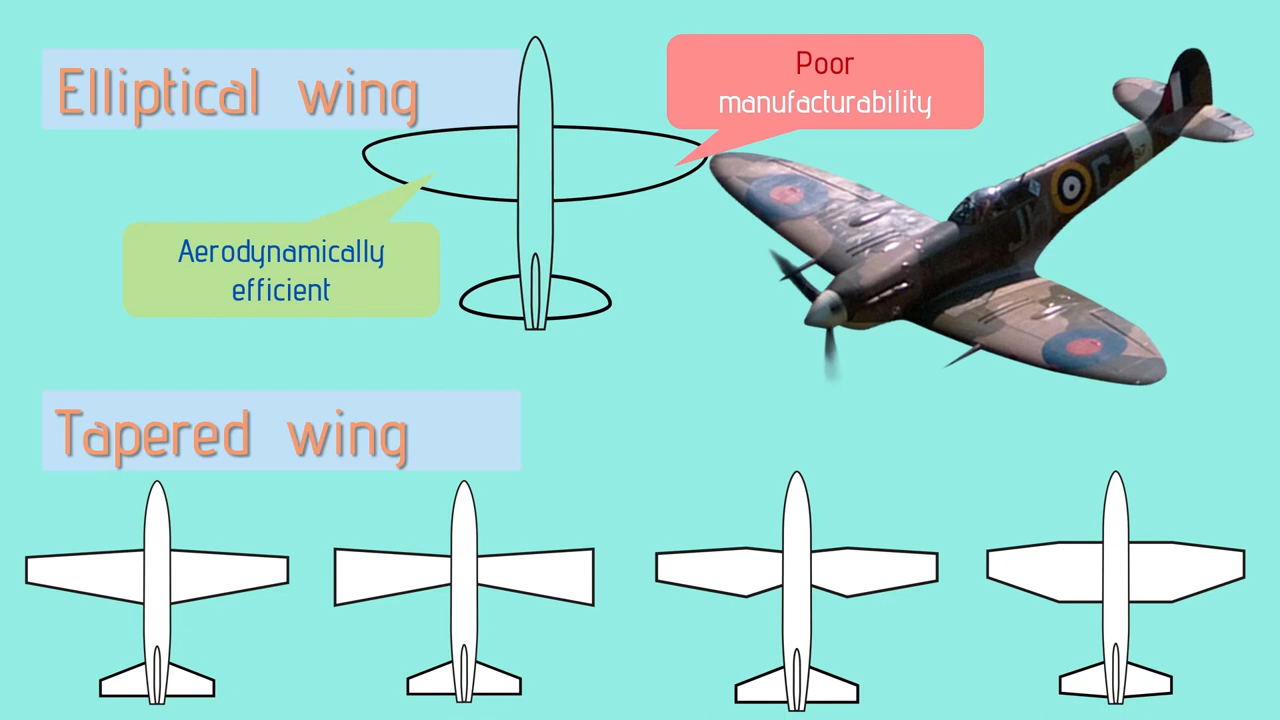 Elliptical wing
Poor
manufacturability
Aerodynamically
efficient
Tapered wing